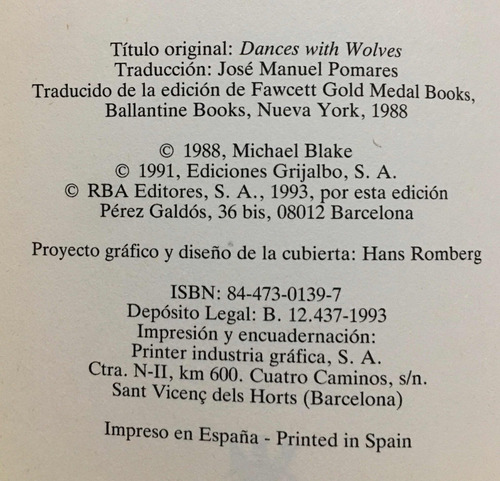 Título original: Dances with Wolves
Traducción: José Manuel Pomares
Traducido de la edición de Fawcett Gold Medal Books,
Ballantine Books, Nueva York, 1988
© 1988, Michael Blake
© 1991, Ediciones Grijalbo, S. A.
© RBA Editores, S. A., 1993, por esta edición
Pérez Galdós, 36 bis, 08012 Barcelona
Proyecto gráfico y diseño de la cubierta: Hans Romberg
ISBN: 84-473-0139-7
Depósito Legal: B. 12.437-1993
Impresión y encuadernación:
Printer industria gráfica, S. A.
Ctra. N-II, km 600. Cuatro Caminos, s/n.
Sant Vicenç dels Horts (Barcelona)
Impreso en España - Printed in Spain